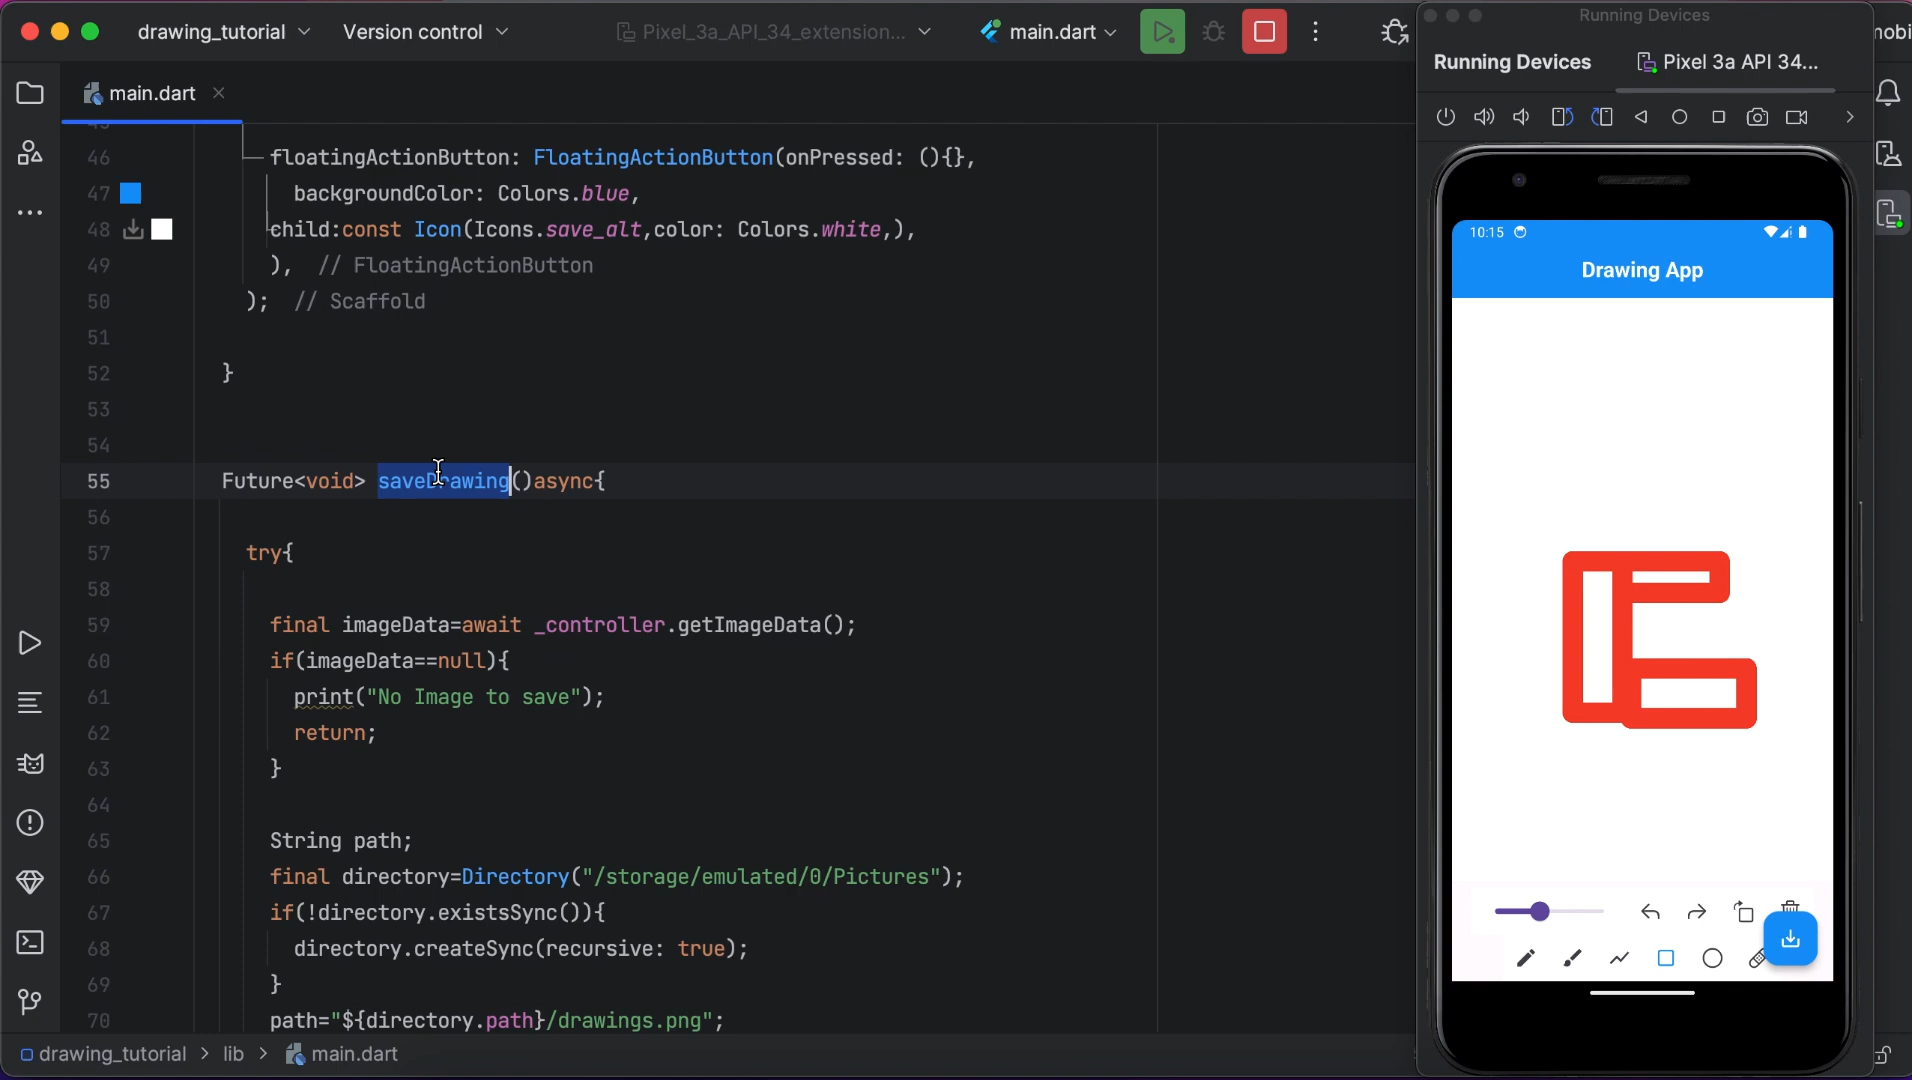 drawing_tutorial
Version control
Pixel_3a_API_34_extension...
main.dart
Running Devices
Running Devices
Pixel 3a API 34...
main.dart
46 floatingActionButton: FloatingActionButton(onPressed: (){},
47 backgroundColor: Colors.blue,
48 child:const Icon(Icons.save_alt,color: Colors.white,),
49 ), // FloatingActionButton
50 ); // Scaffold
51
52 }
53
54
55 Future<void> saveDrawing()async{
56
57 try{
58
59 final imageData=await _controller.getImageData();
60 if(imageData==null){
61 print("No Image to save");
62 return;
63 }
64
65 String path;
66 final directory=Directory("/storage/emulated/0/Pictures");
67 if(!directory.existsSync()){
68 directory.createSync(recursive: true);
69 }
70 path="${directory.path}/drawings.png";
10:15
Drawing App
drawing_tutorial > lib > main.dart